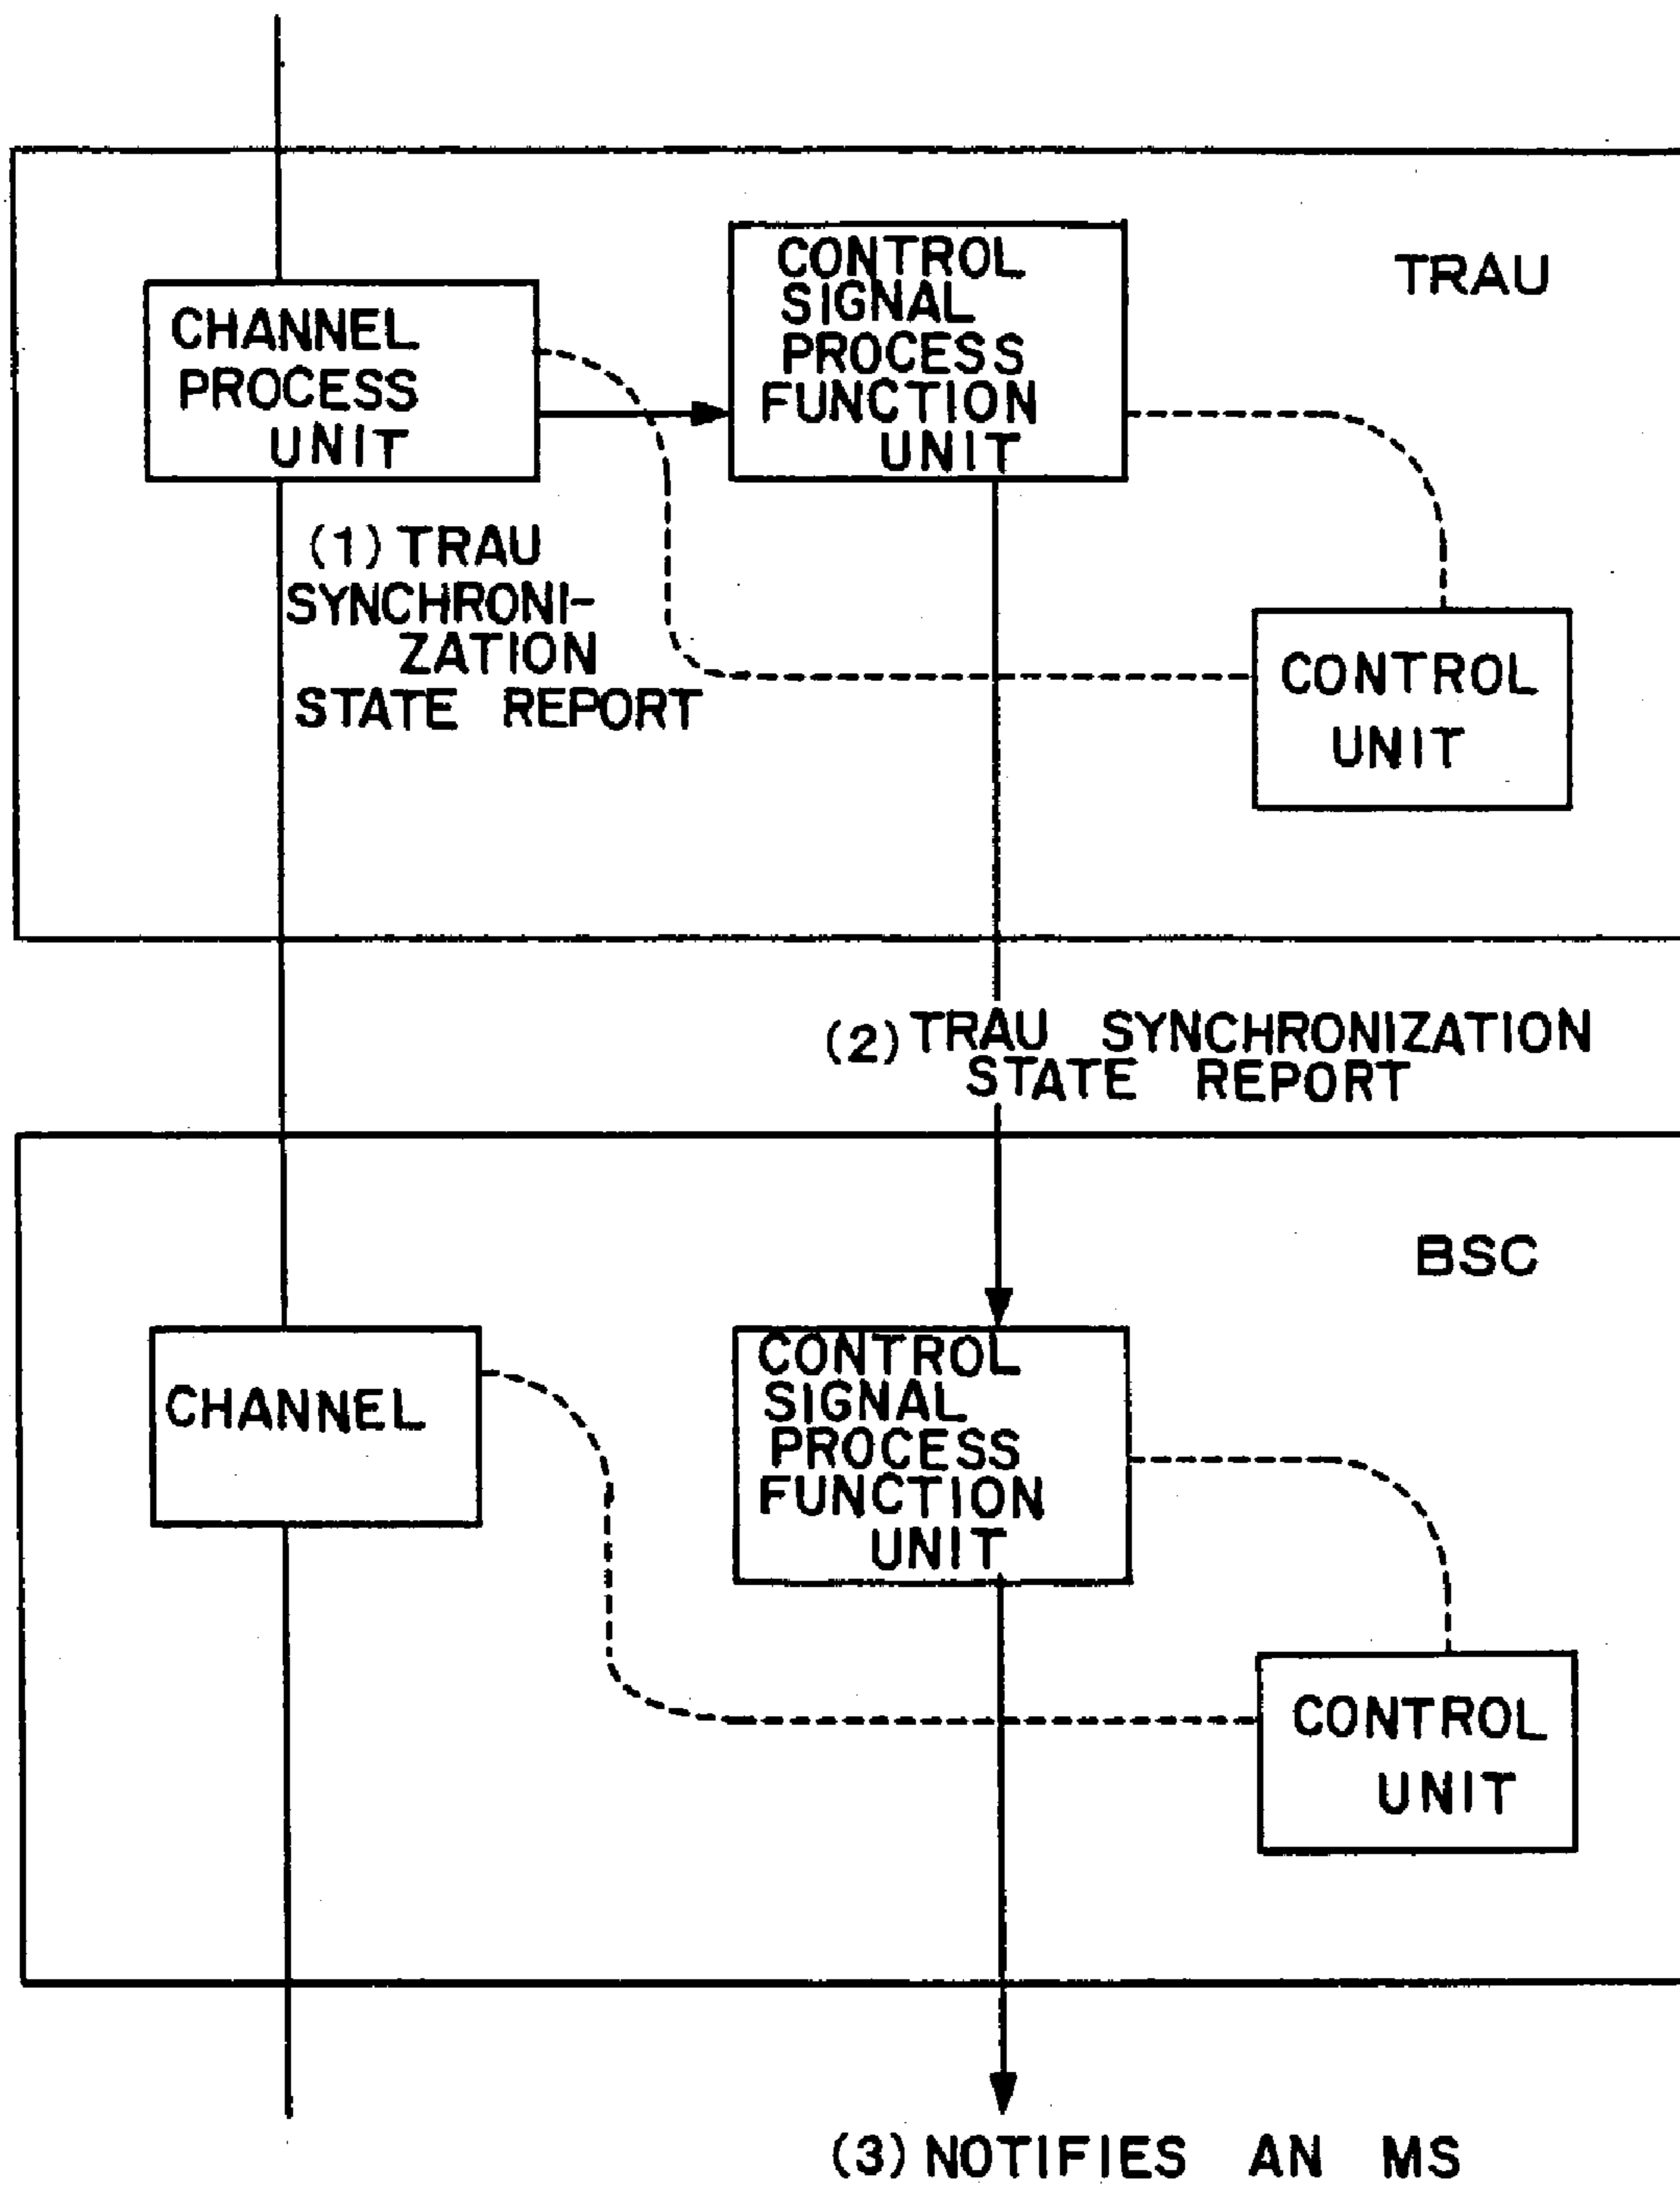 TRAU
CHANNEL
PROCESS
UNIT
CONTROL
SIGNAL
PROCESS
FUNCTION
UNIT
(1) TRAU
SYNCHRONI-
ZATION
STATE REPORT
CONTROL
UNIT
(2) TRAU SYNCHRONIZATION
STATE REPORT
BSC
CHANNEL
CONTROL
SIGNAL
PROCESS
FUNCTION
UNIT
CONTROL
UNIT
(3) NOTIFIES AN MS